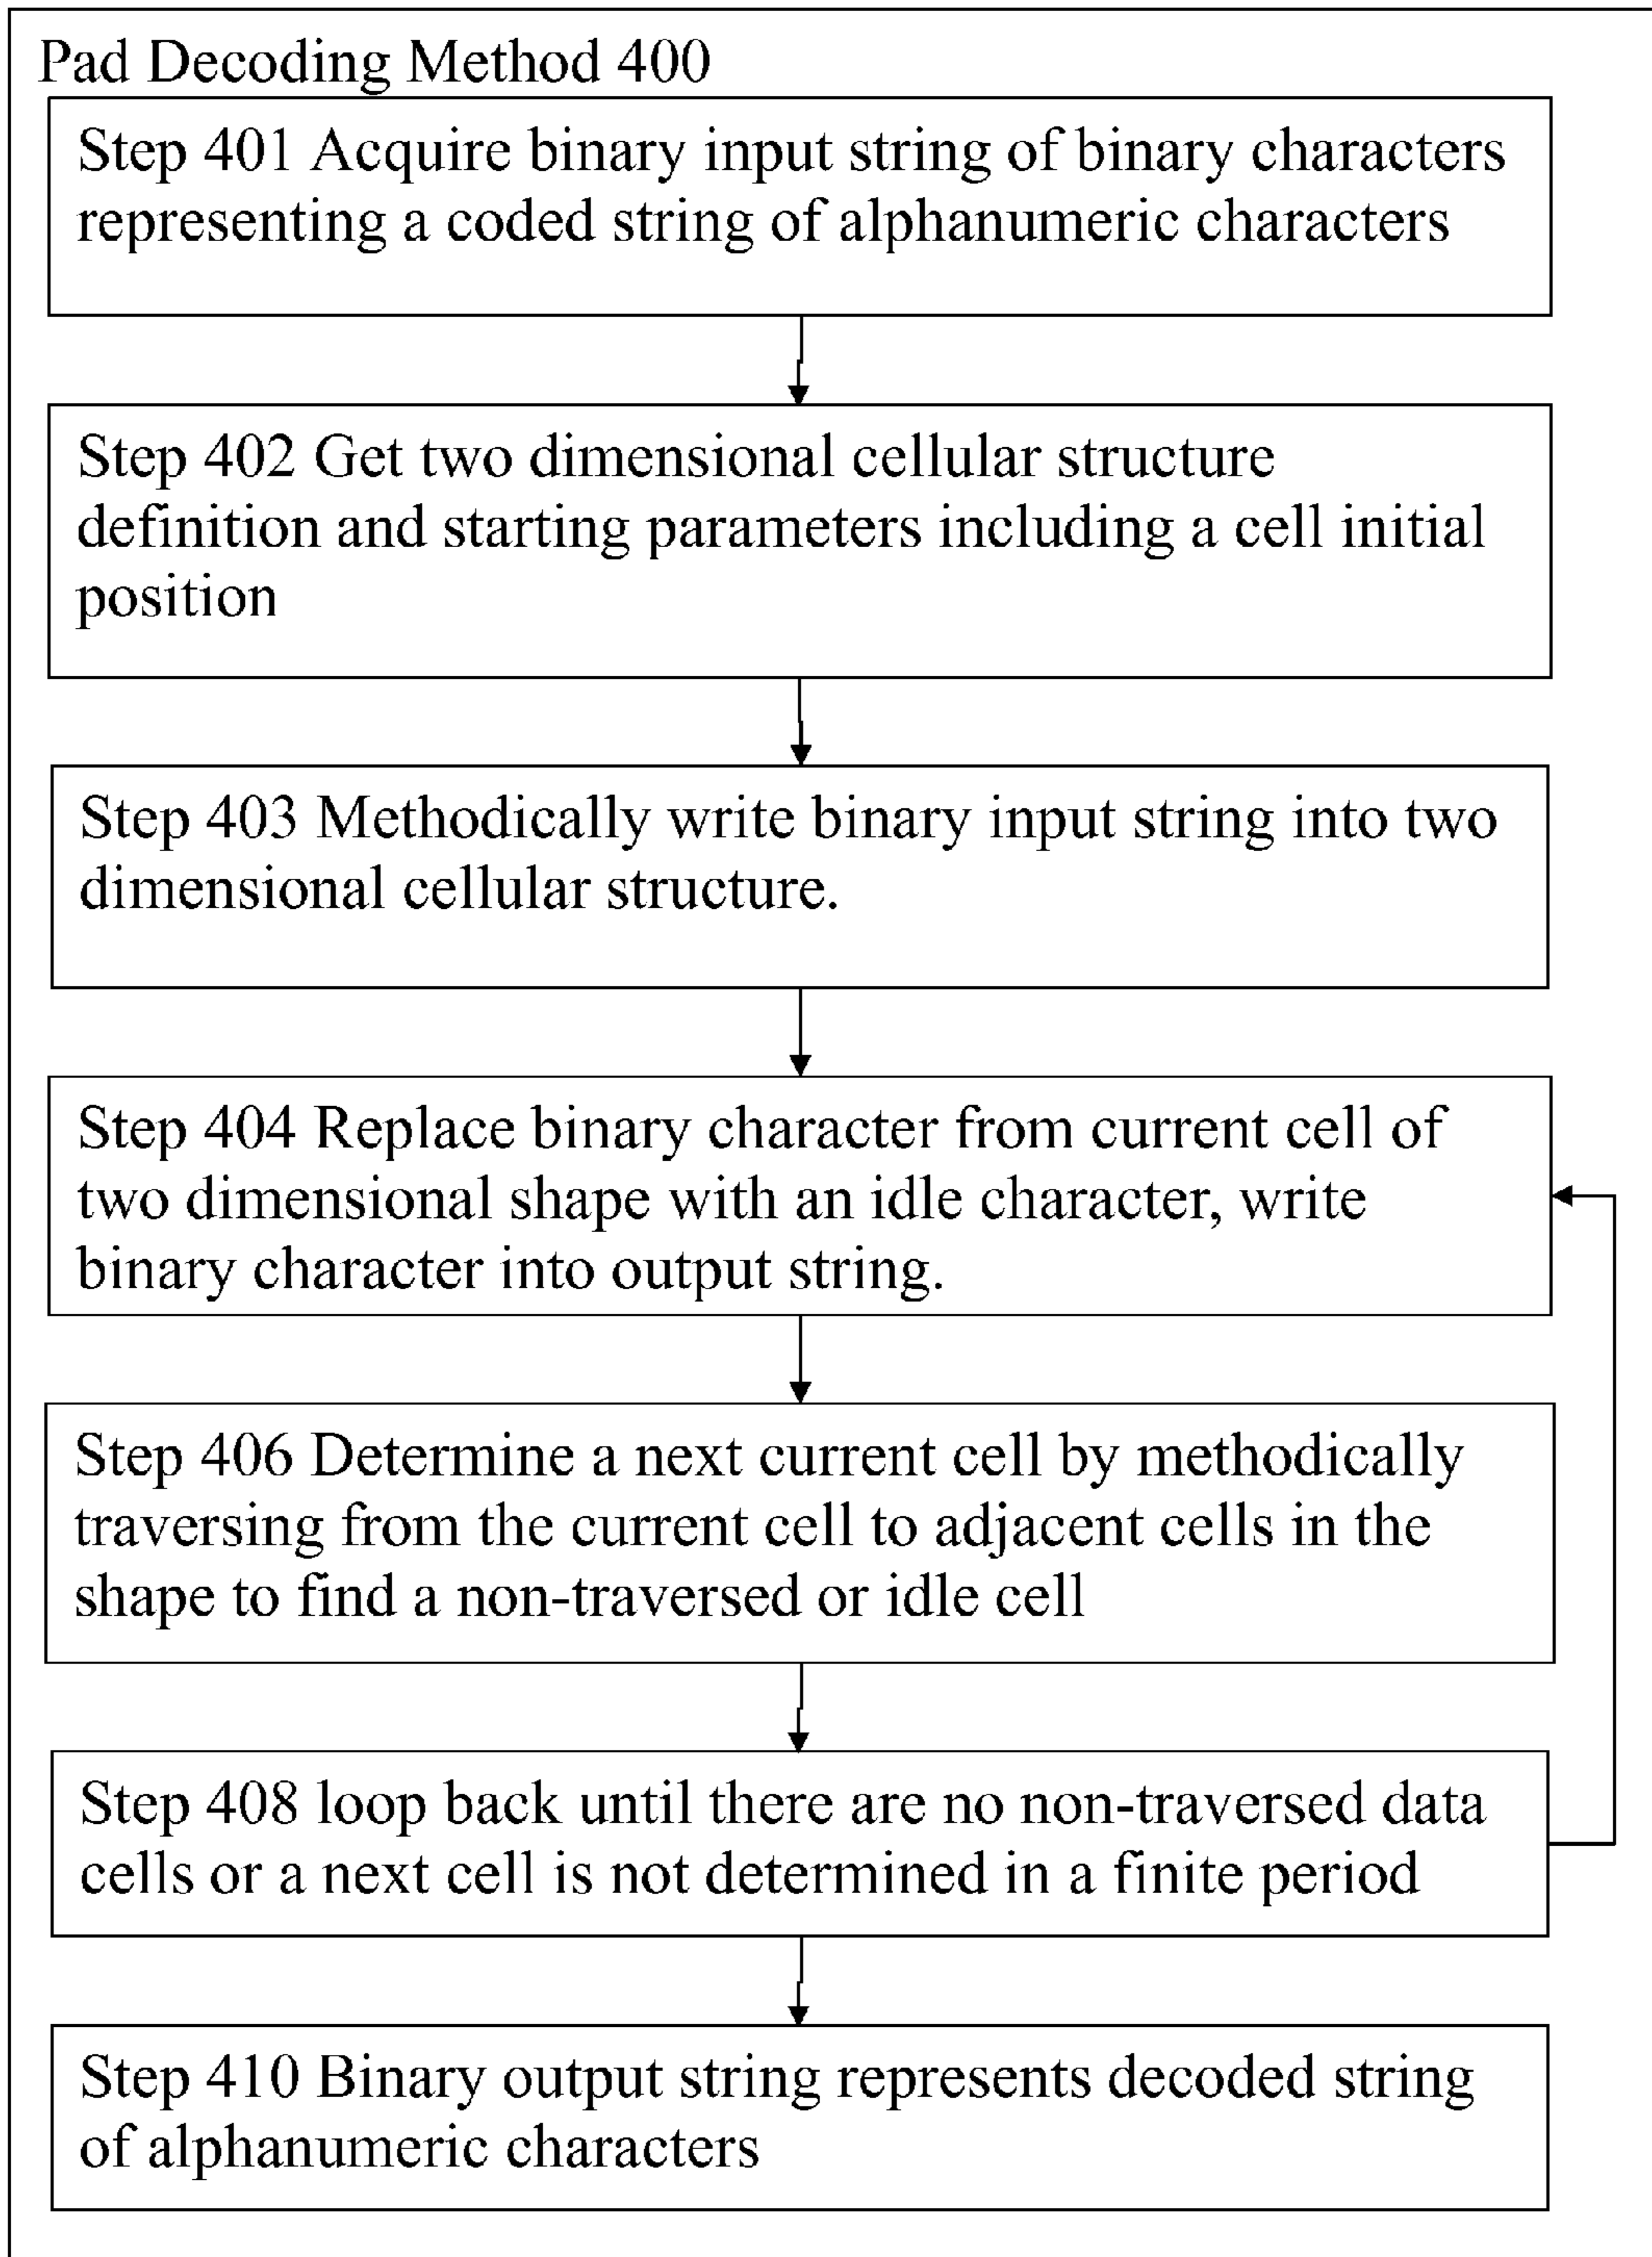 Pad Decoding Method 400
Step 401 Acquire binary input string of binary characters
representing a coded string of alphanumeric characters
Step 402 Get two dimensional cellular structure
definition and starting parameters including a cell initial
position
Step 403 Methodically write binary input string into two
dimensional cellular structure.
Step 404 Replace binary character from current cell of
two dimensional shape with an idle character, write
binary character into output string.
Step 406 Determine a next current cell by methodically
traversing from the current cell to adjacent cells in the
shape to find a non-traversed or idle cell
Step 408 loop back until there are no non-traversed data
cells or a next cell is not determined in a finite period
Step 410 Binary output string represents decoded string
of alphanumeric characters